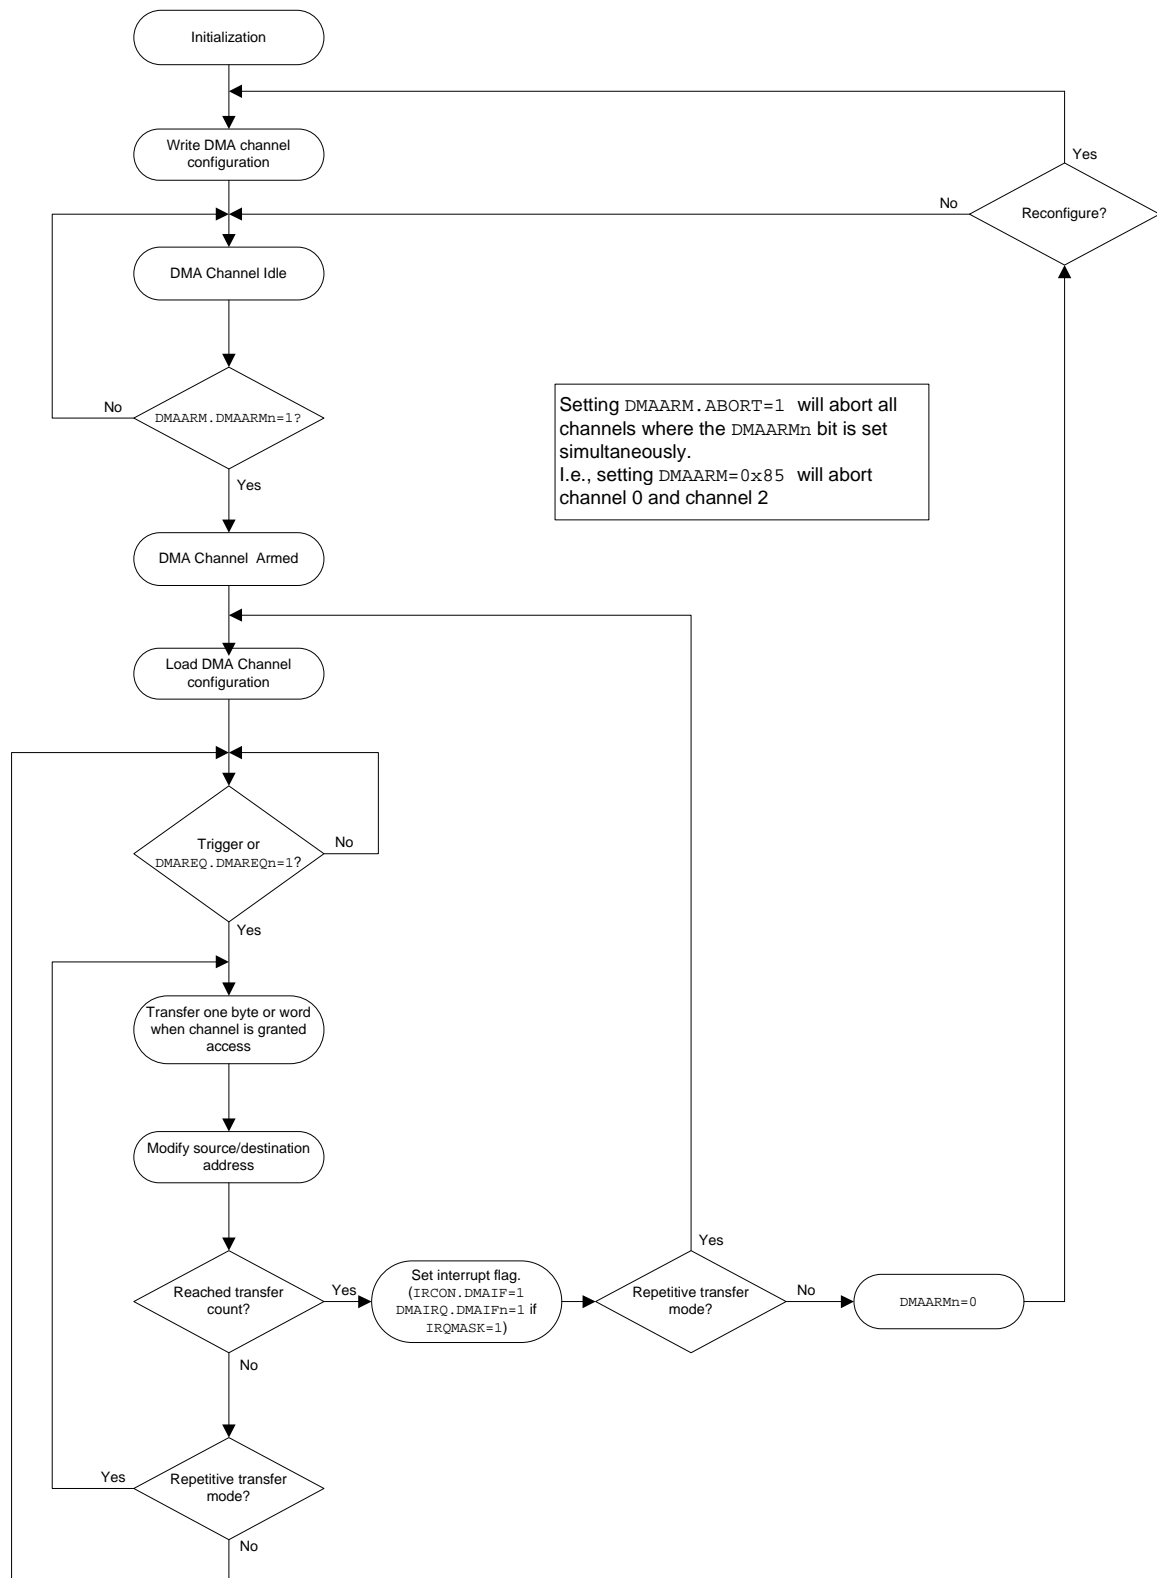 Initialization
Write DMA channel
configuration
Yes
No
Reconfigure?
DMA Channel Idle
No
DMAARM.DMAARMn=1?
Yes
Setting DMAARM.ABORT=1 will abort all
channels where the DMAARMn bit is set
simultaneously.
I.e., setting DMAARM=0x85 will abort
channel 0 and channel 2
DMA Channel Armed
Load DMA Channel
configuration
Trigger or
DMAREQ.DMAREQn=1?
No
Yes
Transfer one byte or word
when channel is granted
access
Modify source/destination
address
Reached transfer
count?
Yes
No
Set interrupt flag.
(IRCON.DMAIF=1
DMAIRQ.DMAIFn=1 if
IRQMASK=1)
Repetitive transfer
mode?
Yes
No
DMAARMn=0
Yes
Repetitive transfer
mode?
No